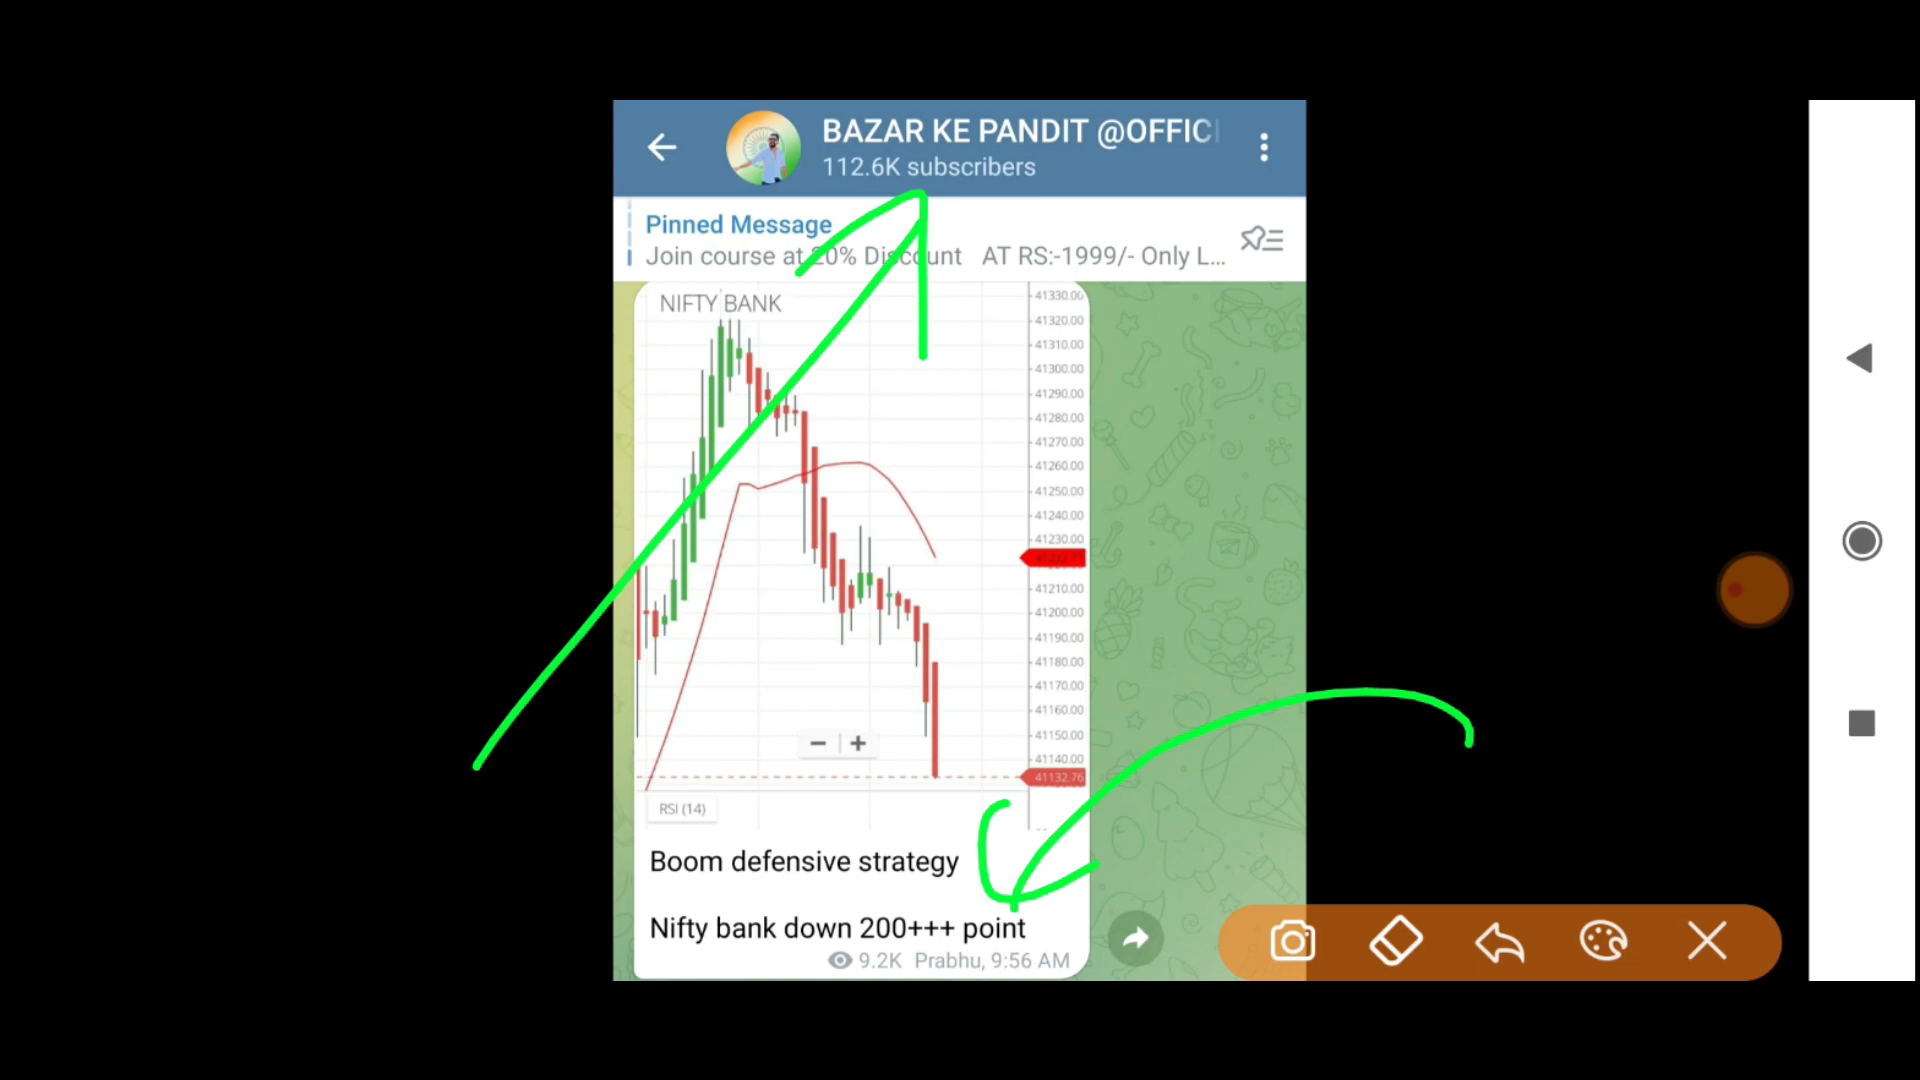 BAZAR KE PANDIT @OFFIC
112.6K subscribers
Pinned Message
Join course at 20% Discount AT RS:-1999/- Only L...
NIFTY BANK
41330.00
41320.00
41310.00
41300.00
41290.00
41280.00
41270.00
41260.00
41250.00
41240.00
41230.00
41210.00
41200.00
41190.00
41180.00
41170.00
41160.00
41150.00
41140.00
41132.76
RSI (14)
Boom defensive strategy
Nifty bank down 200+++ point
9.2K Prabhu, 9:56 AM